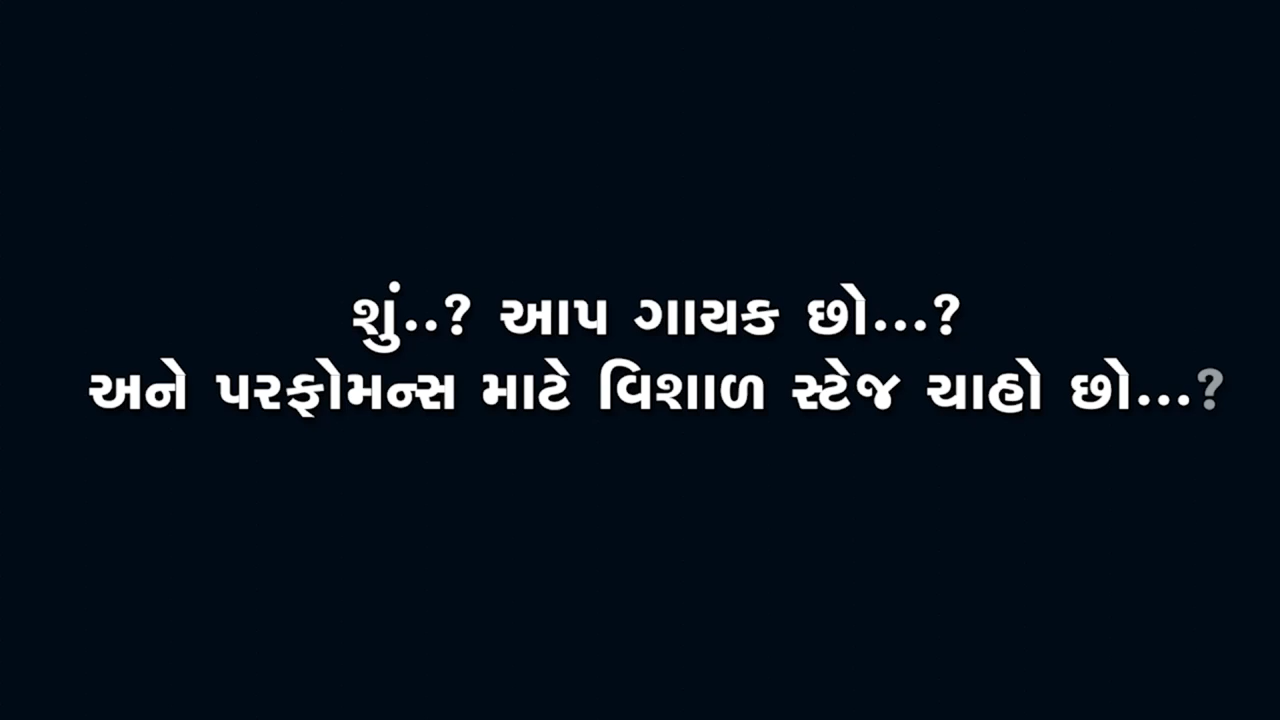 શું..? આપ ગાયક છો...?
અને પરફોમન્સ માટે વિશાળ સ્ટેજ ચાહો છો...?